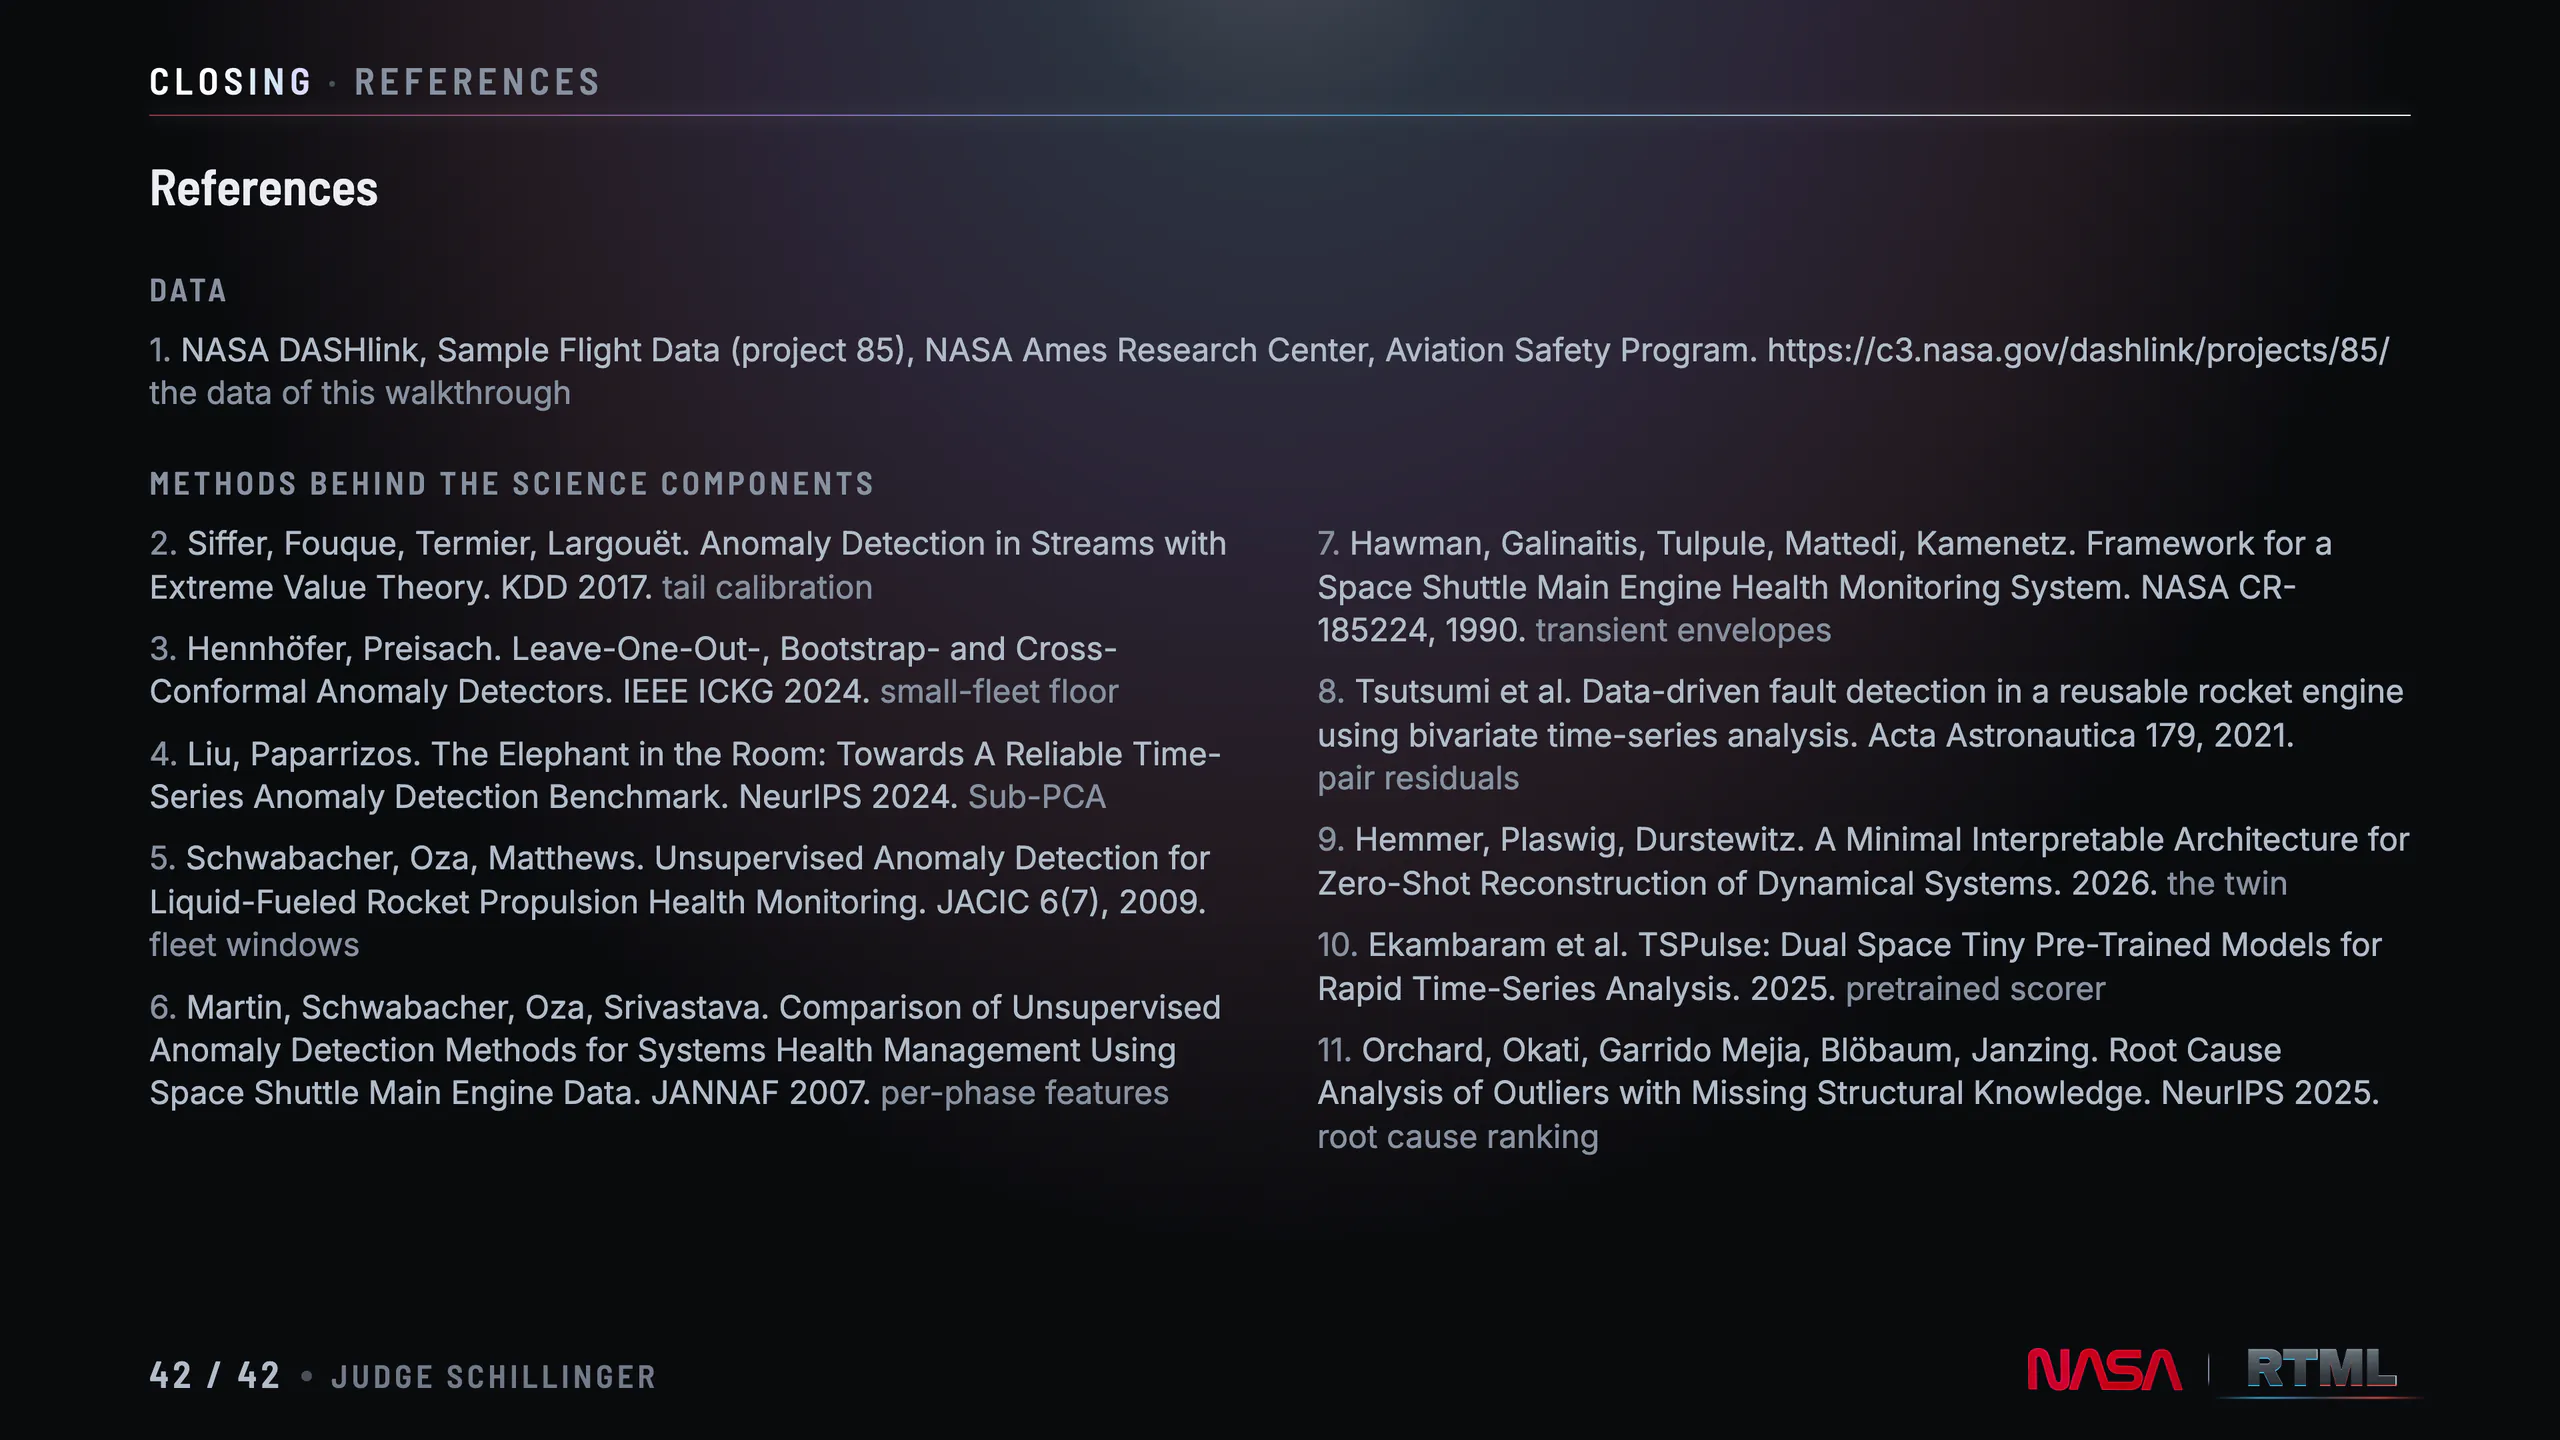 CLOSING · REFERENCES
References
DATA
1. NASA DASHlink, Sample Flight Data (project 85), NASA Ames Research Center, Aviation Safety Program. https://c3.nasa.gov/dashlink/projects/85/
the data of this walkthrough
METHODS BEHIND THE SCIENCE COMPONENTS
2. Siffer, Fouque, Termier, Largouët. Anomaly Detection in Streams with
Extreme Value Theory. KDD 2017. tail calibration
3. Hennhöfer, Preisach. Leave-One-Out-, Bootstrap- and Cross-
Conformal Anomaly Detectors. IEEE ICKG 2024. small-fleet floor
4. Liu, Paparrizos. The Elephant in the Room: Towards A Reliable Time-
Series Anomaly Detection Benchmark. NeurIPS 2024. Sub-PCA
5. Schwabacher, Oza, Matthews. Unsupervised Anomaly Detection for
Liquid-Fueled Rocket Propulsion Health Monitoring. JACIC 6(7), 2009.
fleet windows
6. Martin, Schwabacher, Oza, Srivastava. Comparison of Unsupervised
Anomaly Detection Methods for Systems Health Management Using
Space Shuttle Main Engine Data. JANNAF 2007. per-phase features
7. Hawman, Galinaitis, Tulpule, Mattedi, Kamenetz. Framework for a
Space Shuttle Main Engine Health Monitoring System. NASA CR-
185224, 1990. transient envelopes
8. Tsutsumi et al. Data-driven fault detection in a reusable rocket engine
using bivariate time-series analysis. Acta Astronautica 179, 2021.
pair residuals
9. Hemmer, Plaswig, Durstewitz. A Minimal Interpretable Architecture for
Zero-Shot Reconstruction of Dynamical Systems. 2026. the twin
10. Ekambaram et al. TSPulse: Dual Space Tiny Pre-Trained Models for
Rapid Time-Series Analysis. 2025. pretrained scorer
11. Orchard, Okati, Garrido Mejia, Blöbaum, Janzing. Root Cause
Analysis of Outliers with Missing Structural Knowledge. NeurIPS 2025.
root cause ranking
42 / 42 • JUDGE SCHILLINGER
NASA | RTML